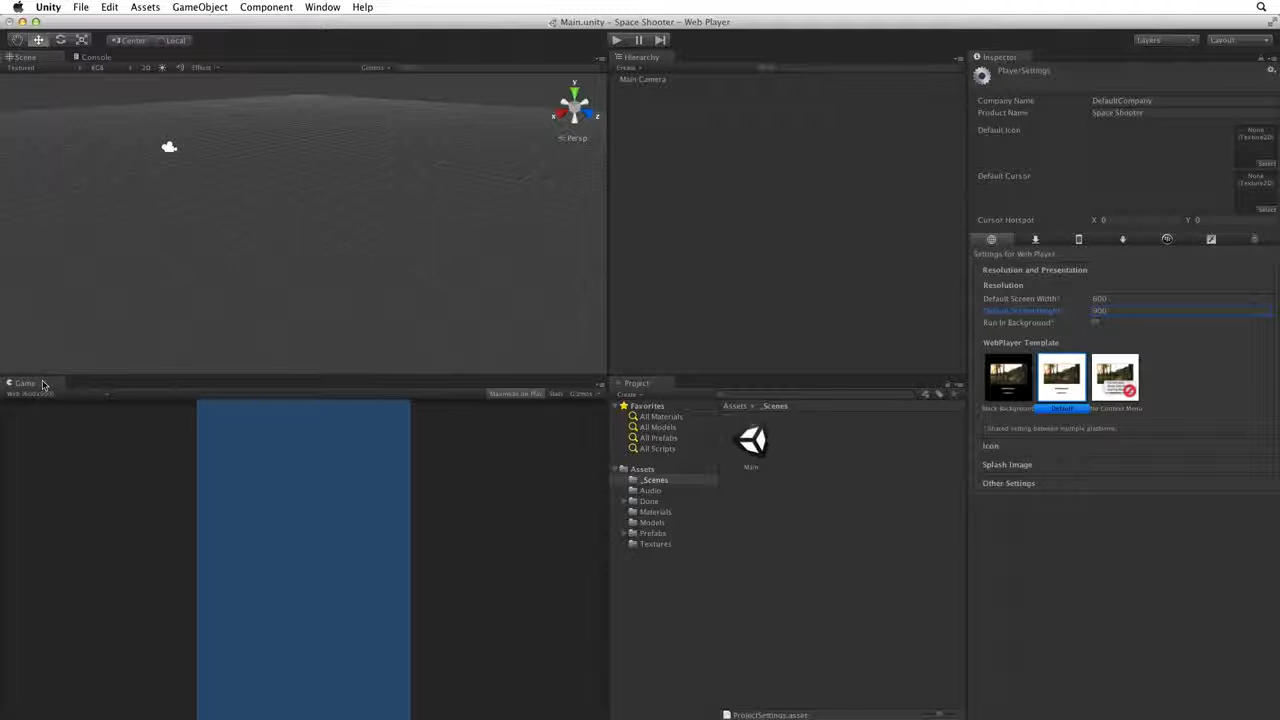 Unity File Edit Assets GameObject Component Window Help
Main.unity - Space Shooter - Web Player
Center Local Layers Layout
Scene Console
Textured RGB 2D Effects Gizmos
Persp
y
x z
Hierarchy
Create
Main Camera
Inspector
PlayerSettings
Company Name DefaultCompany
Product Name Space Shooter
Default Icon
None
(Texture2D)
Select
Default Cursor
None
(Texture2D)
Select
Cursor Hotspot X 0 Y 0
Settings for Web Player
Resolution and Presentation
Resolution
Default Screen Width* 600
Default Screen Height* 900
Run In Background*
WebPlayer Template
Black Background Default No Context Menu
* Shared setting between multiple platforms.
Icon
Splash Image
Other Settings
Game
Web (600x900) Maximize on Play Stats Gizmos
Project
Create
Favorites
All Materials
All Models
All Prefabs
All Scripts
Assets
_Scenes
Audio
Done
Materials
Models
Prefabs
Textures
Assets _Scenes
Main
ProjectSettings.asset